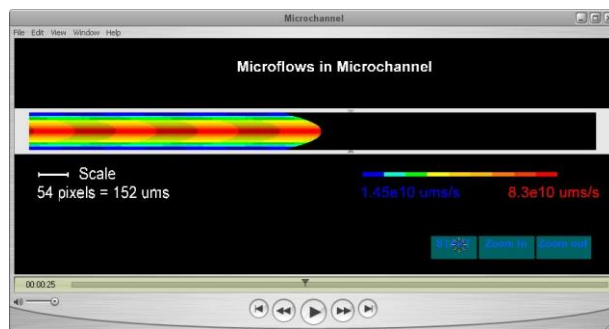 Microchannel
File Edit View Window Help
Microflows in Microchannel
Scale
54 pixels = 152 ums
1.45e10 ums/s 8.3e10 ums/s
Zoom in Zoom out
00:00:25